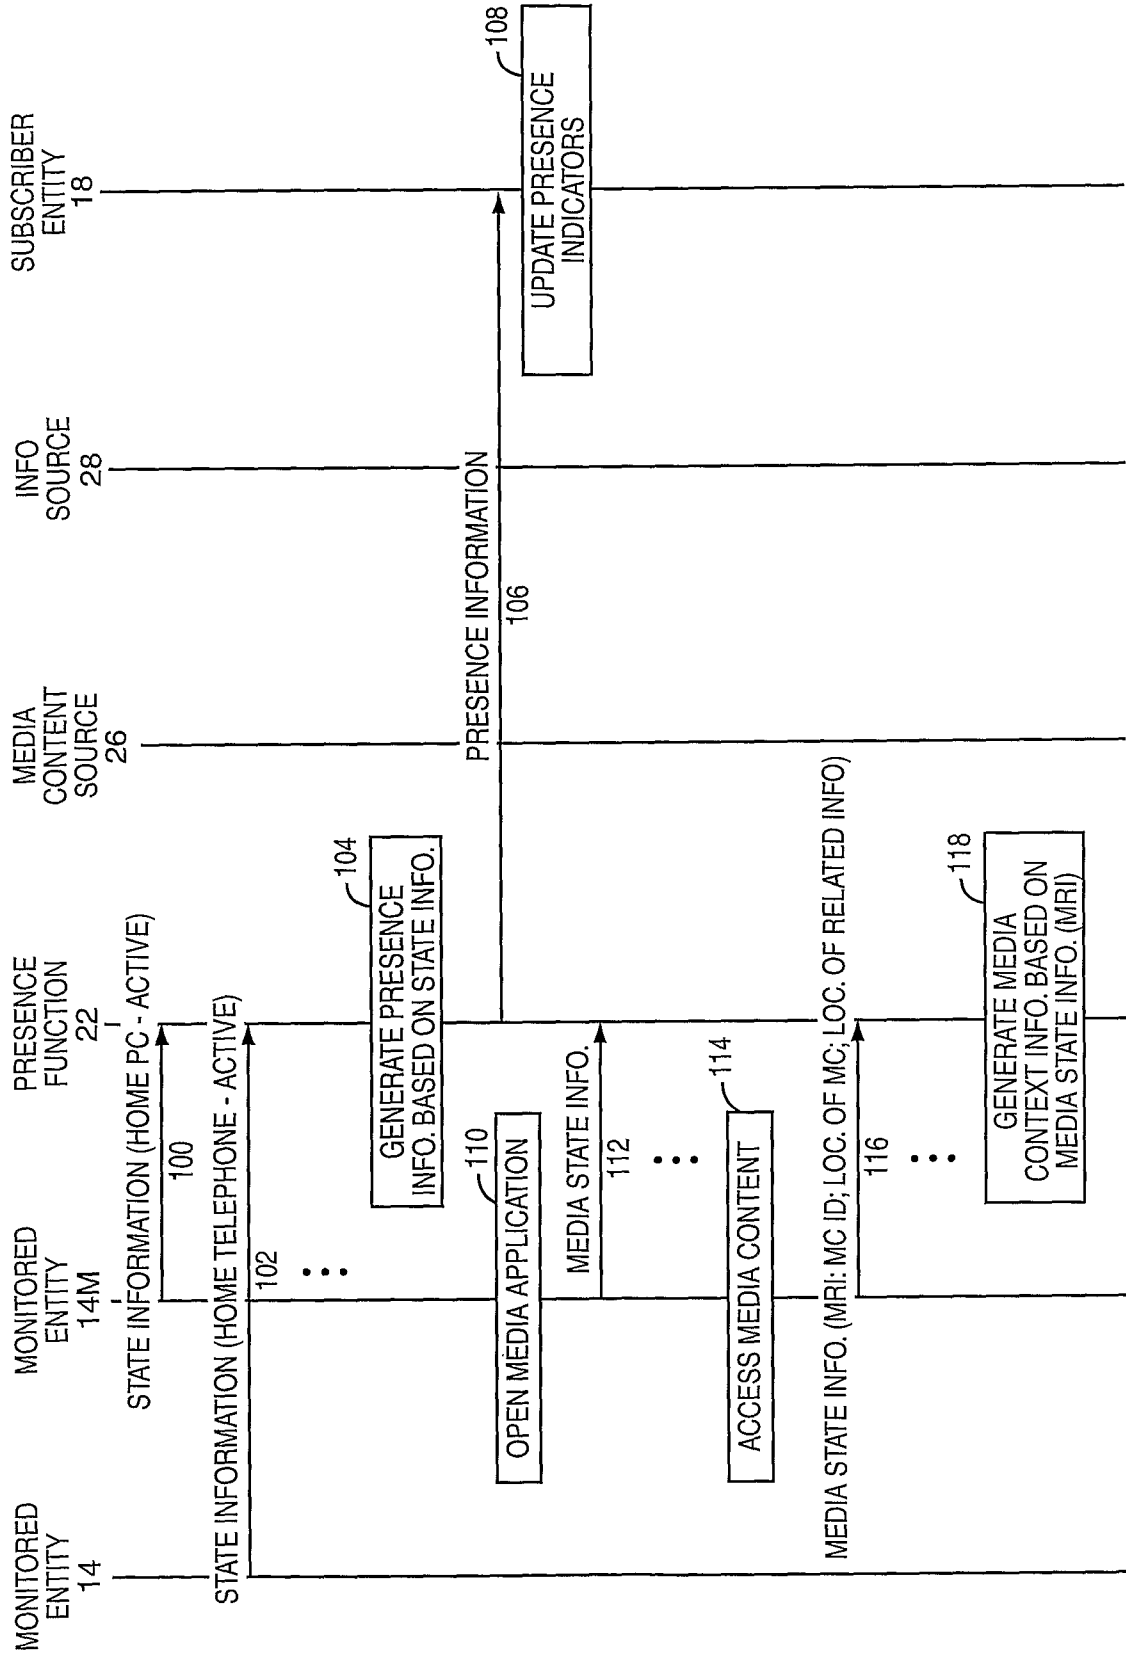 MONITORED
ENTITY
14
MONITORED
ENTITY
14M
PRESENCE
FUNCTION
22
MEDIA
CONTENT
SOURCE
26
INFO
SOURCE
28
SUBSCRIBER
ENTITY
18
STATE INFORMATION (HOME PC - ACTIVE)
100
STATE INFORMATION (HOME TELEPHONE - ACTIVE)
102
104
GENERATE PRESENCE
INFO. BASED ON STATE INFO.
PRESENCE INFORMATION
106
108
UPDATE PRESENCE
INDICATORS
110
OPEN MEDIA APPLICATION
MEDIA STATE INFO.
112
114
ACCESS MEDIA CONTENT
MEDIA STATE INFO. (MRI: MC ID; LOC. OF MC; LOC. OF RELATED INFO)
116
118
GENERATE MEDIA
CONTEXT INFO. BASED ON
MEDIA STATE INFO. (MRI)